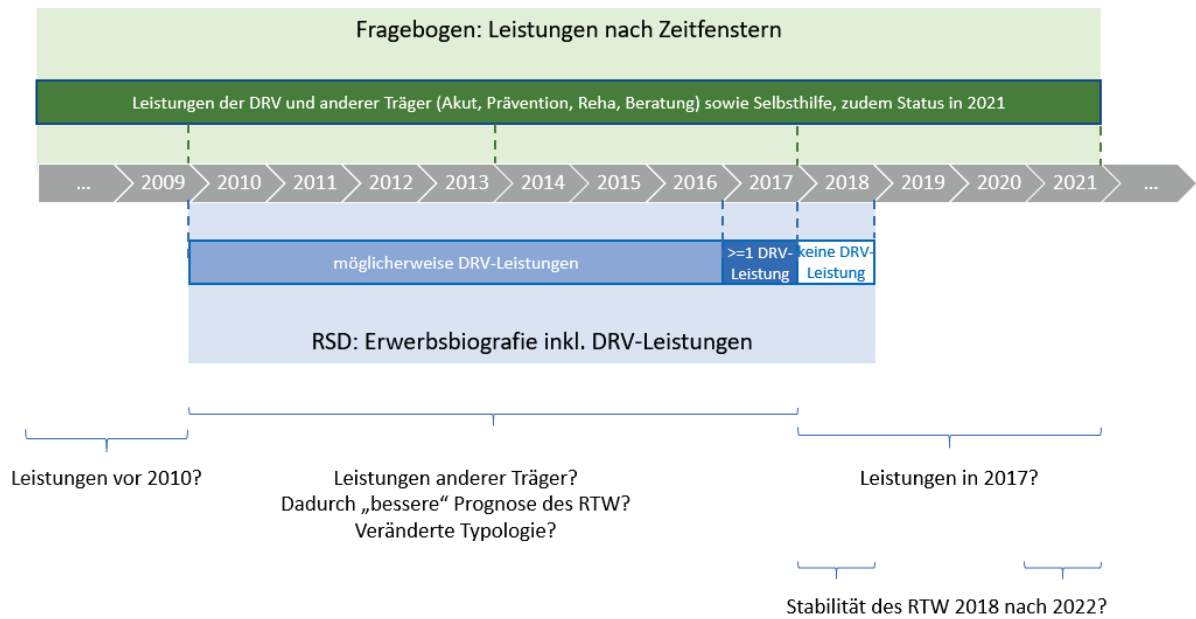 Fragebogen: Leistungen nach Zeitfenstern
Leistungen der DRV und anderer Träger (Akut, Prävention, Reha, Beratung) sowie Selbsthilfe, zudem Status in 2021
... 2009 2010 2011 2012 2013 2014 2015 2016 2017 2018 2019 2020 2021 ...
möglicherweise DRV-Leistungen
>=1 DRV-
Leistung
keine DRV-
Leistung
RSD: Erwerbsbiografie inkl. DRV-Leistungen
Leistungen vor 2010?
Leistungen anderer Träger?
Dadurch „bessere“ Prognose des RTW?
Veränderte Typologie?
Leistungen in 2017?
Stabilität des RTW 2018 nach 2022?